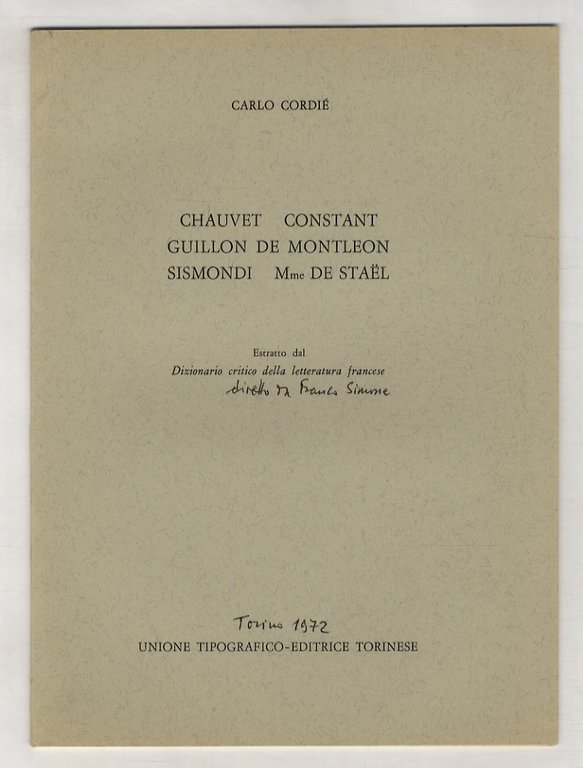 CARLO CORDIÉ
CHAUVET CONSTANT
GUILLON DE MONTLEON
SISMONDI Mme DE STAËL
Estratto dal
Dizionario critico della letteratura francese
diretto da Franco Simone
Torino 1972
UNIONE TIPOGRAFICO-EDITRICE TORINESE